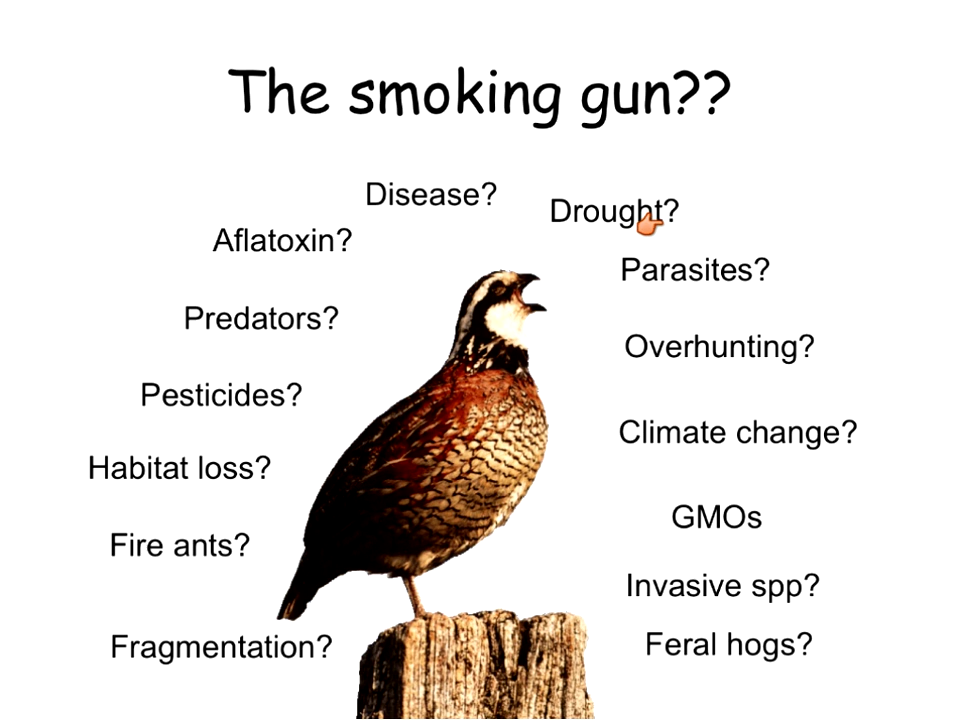 The smoking gun??
Disease?
Drought?
Aflatoxin?
Parasites?
Predators?
Overhunting?
Pesticides?
Climate change?
Habitat loss?
GMOs
Fire ants?
Invasive spp?
Fragmentation?
Feral hogs?